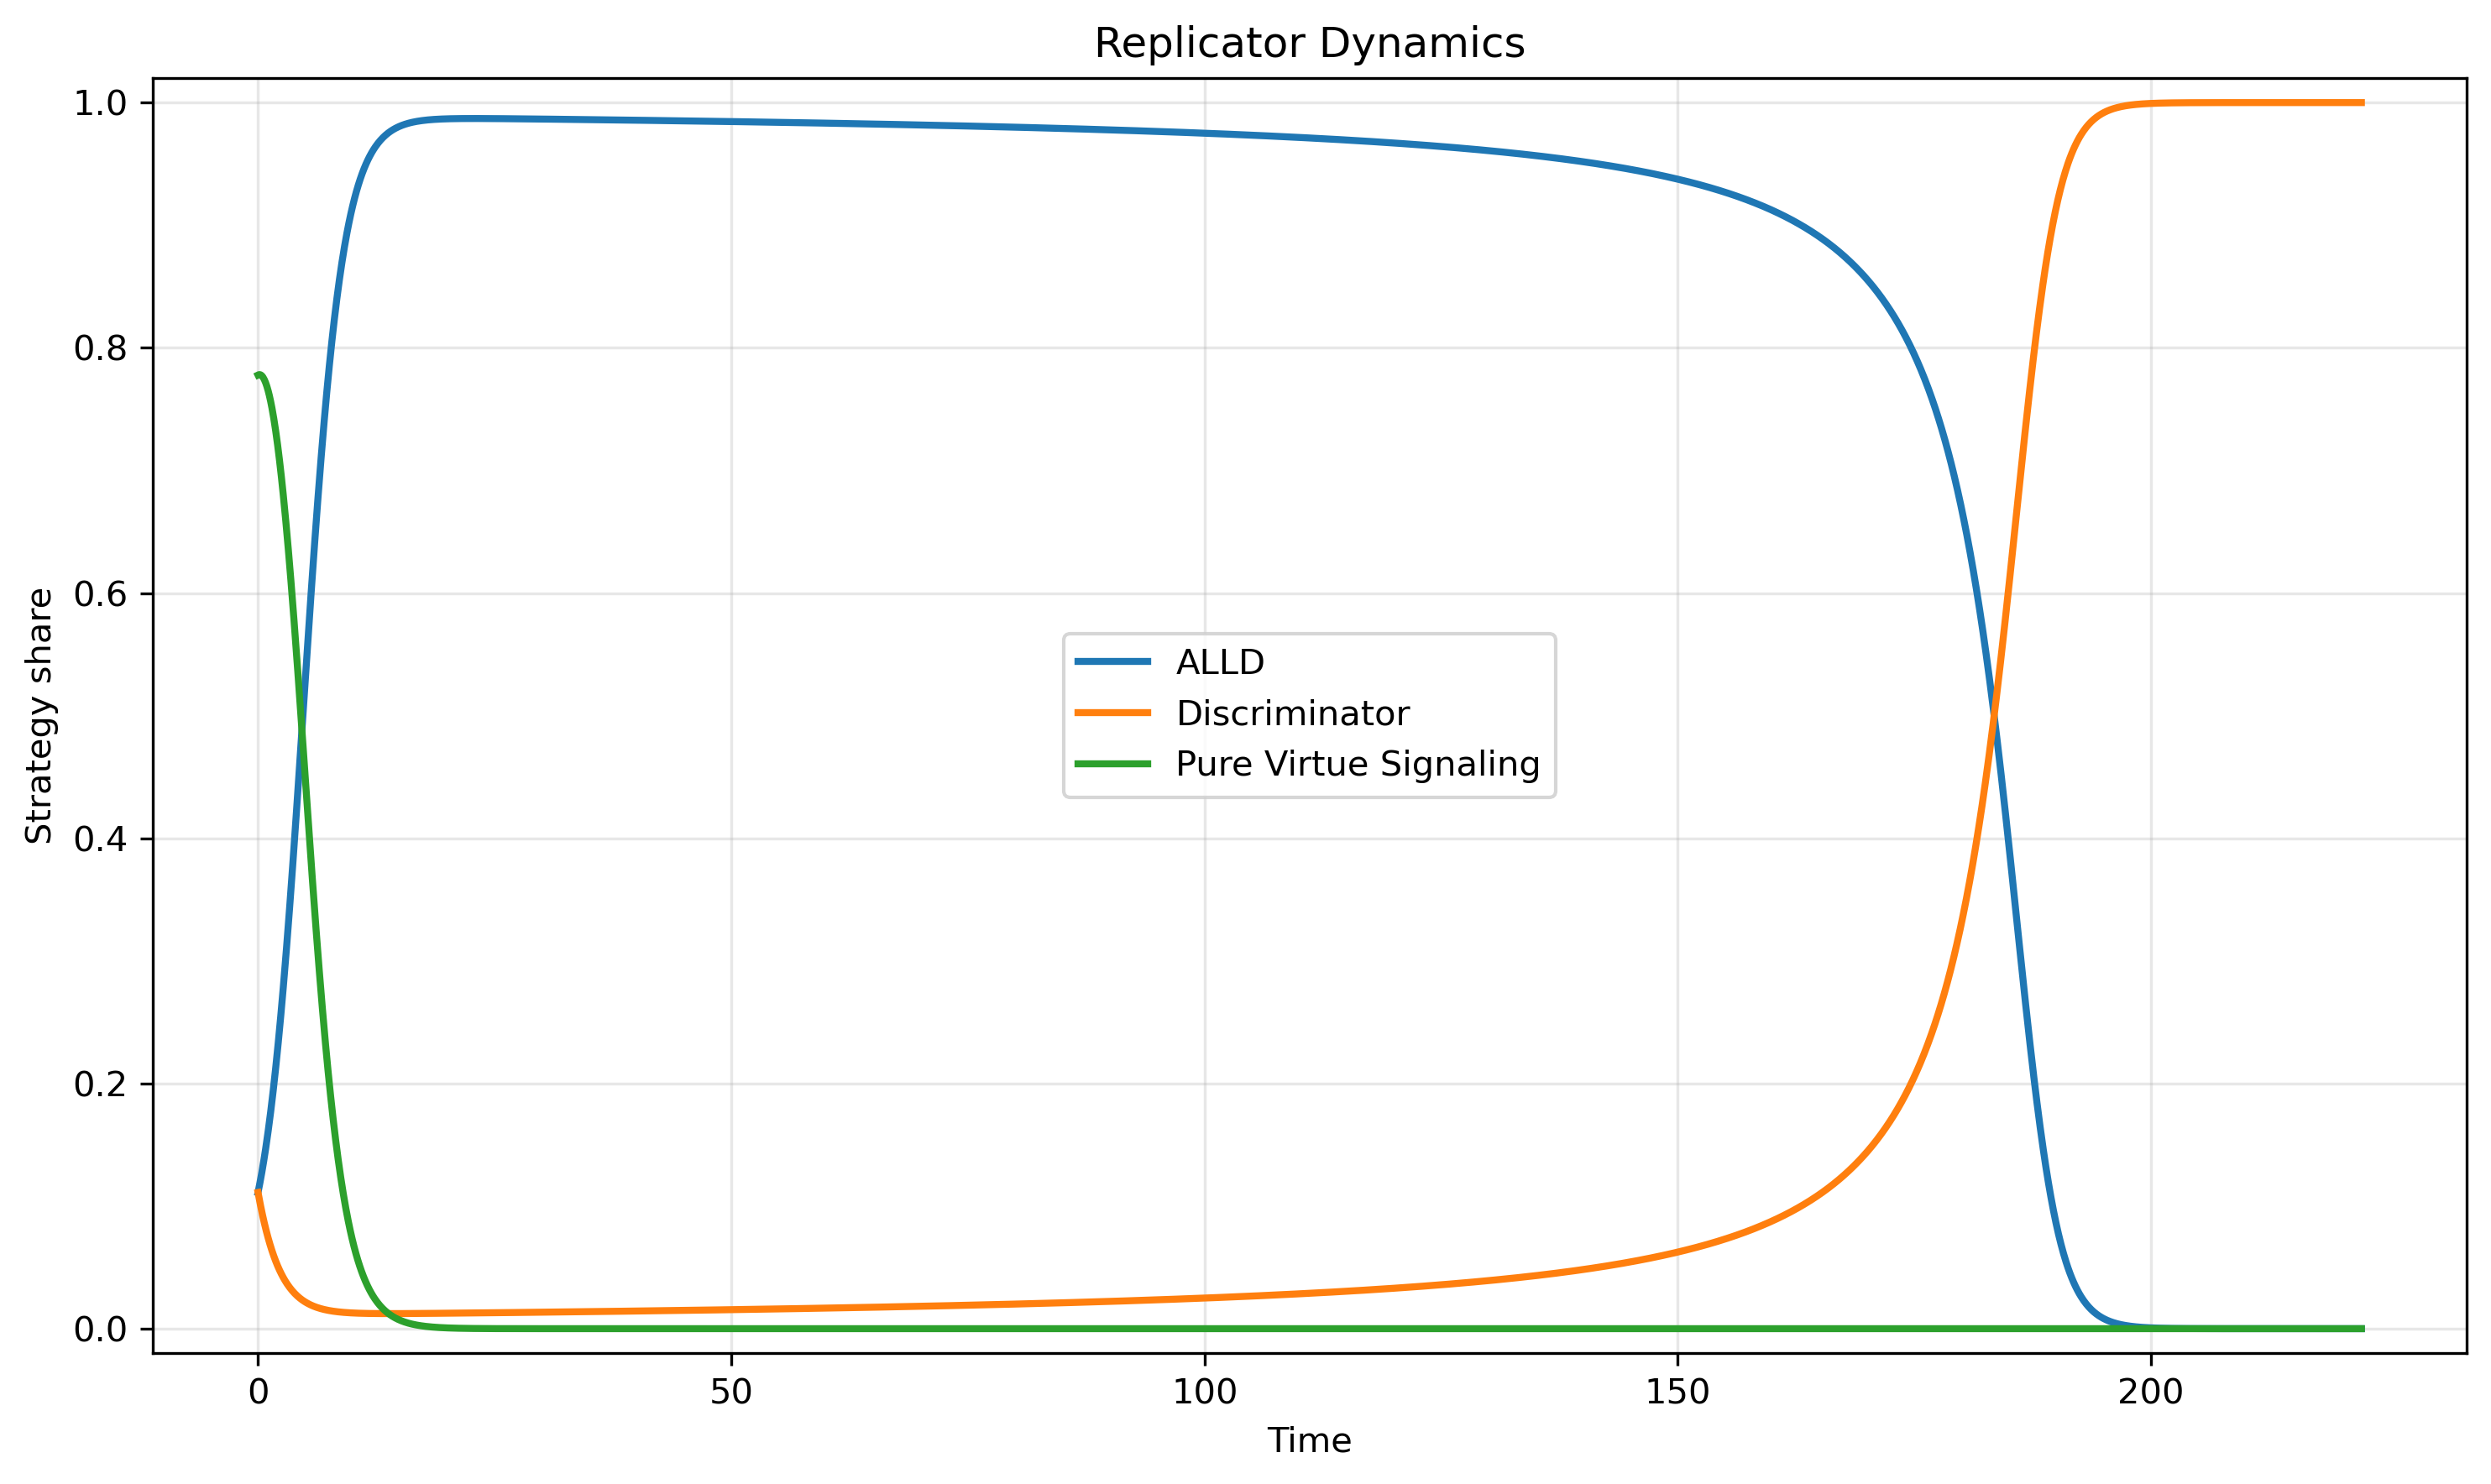 Replicator Dynamics
1.0
0.8
0.6
0.4
0.2
0.0
Strategy share
ALLD
Discriminator
Pure Virtue Signaling
0 50 100 150 200
Time